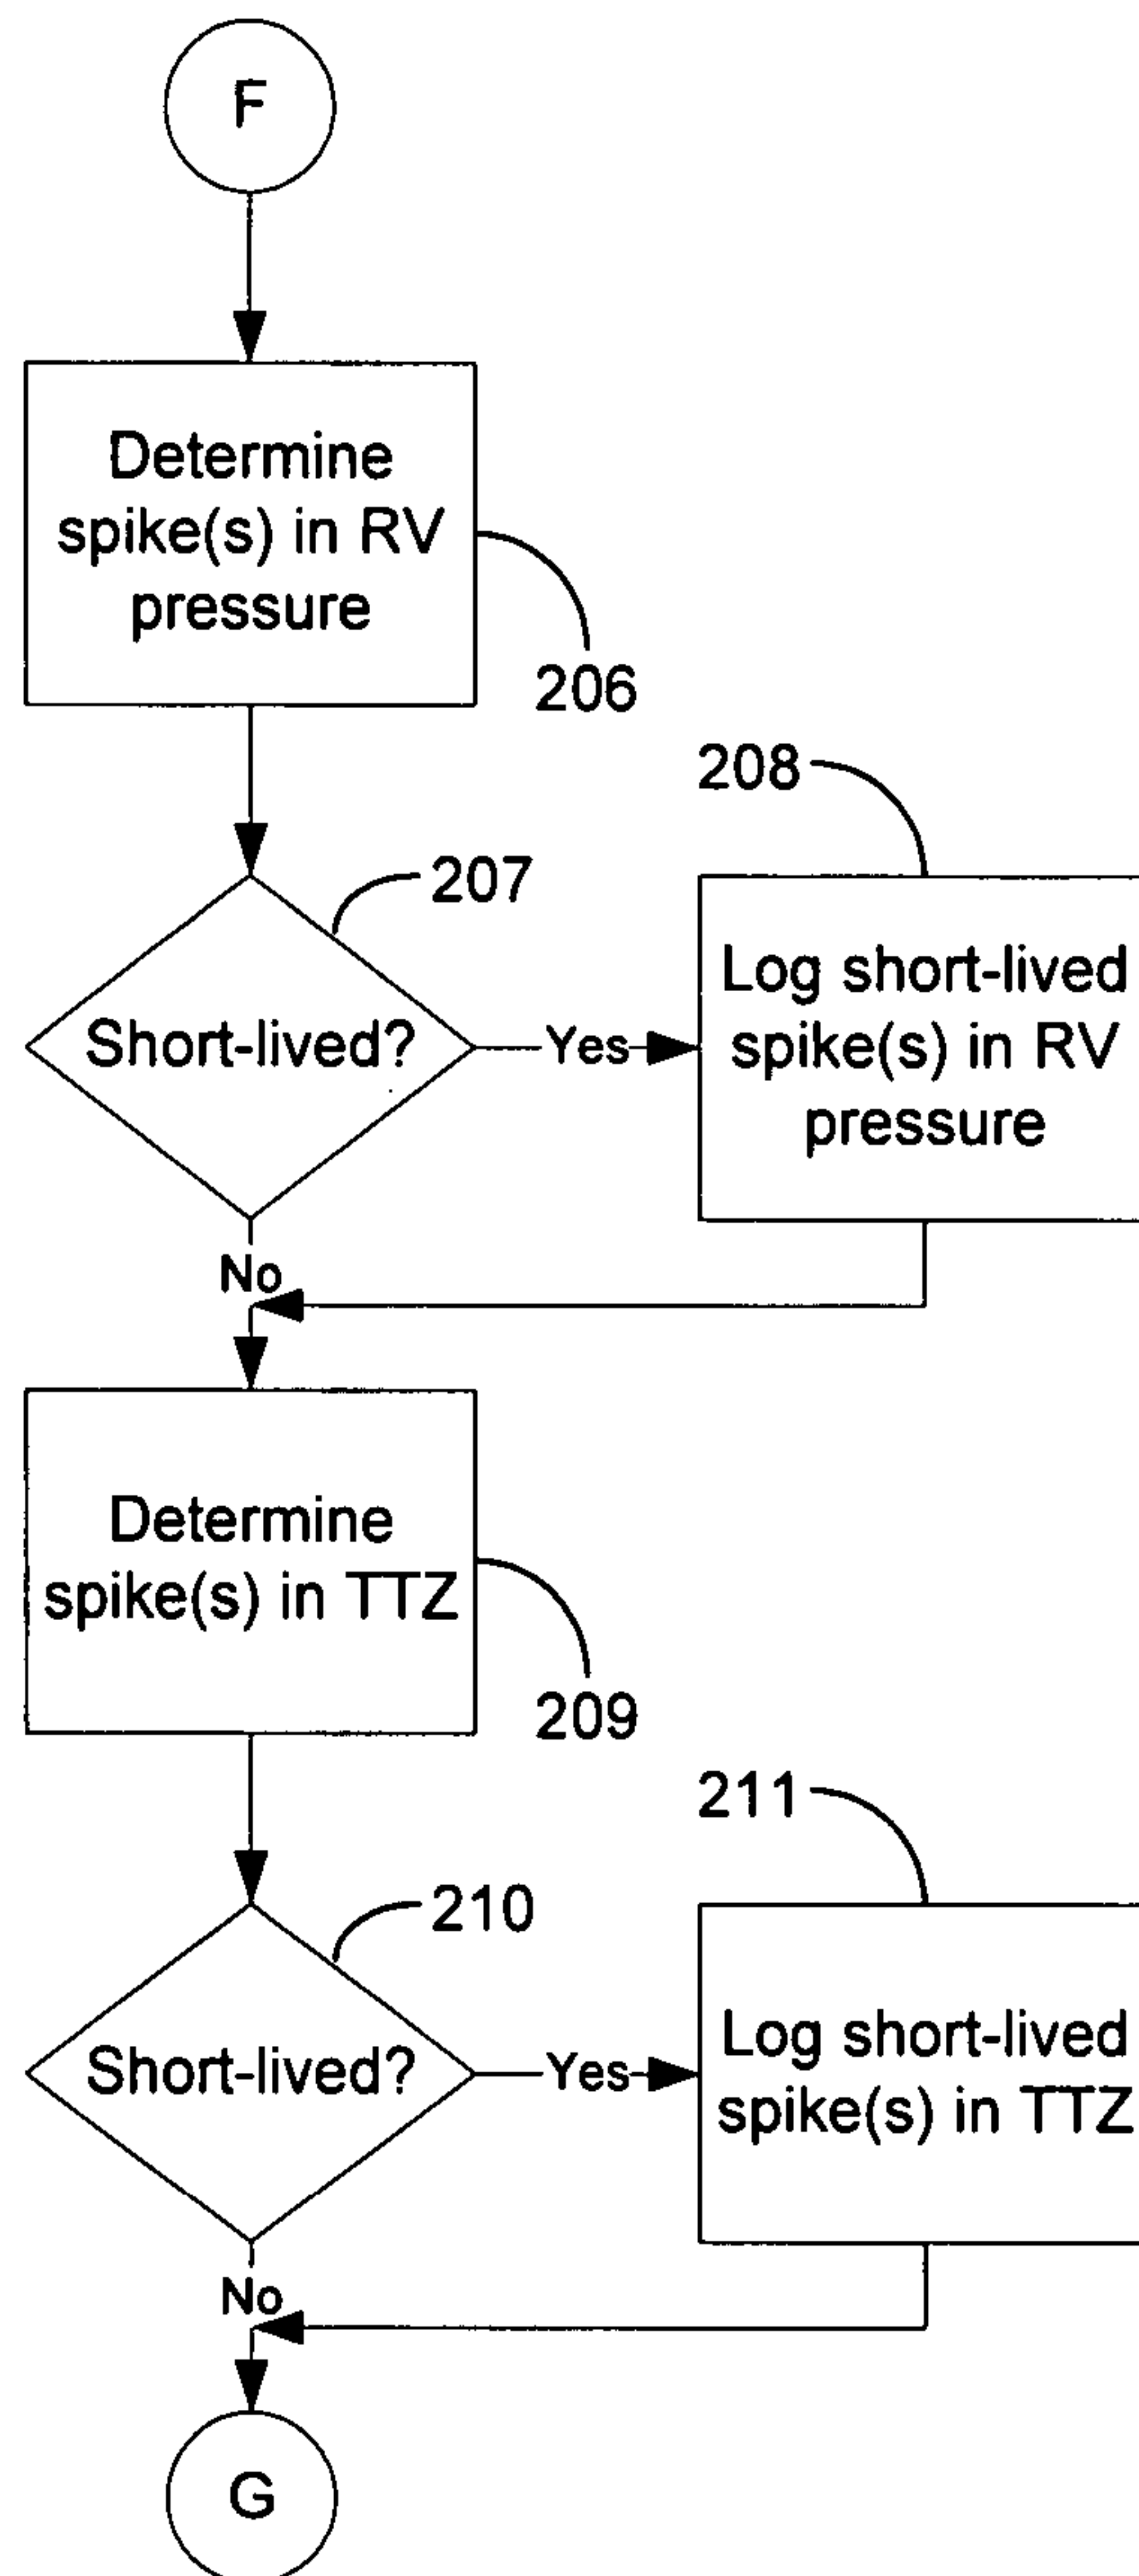 F
Determine
spike(s) in RV
pressure
206
208
207
Short-lived?
Yes
Log short-lived
spike(s) in RV
pressure
No
Determine
spike(s) in TTZ
209
211
210
Short-lived?
Yes
Log short-lived
spike(s) in TTZ
No
G